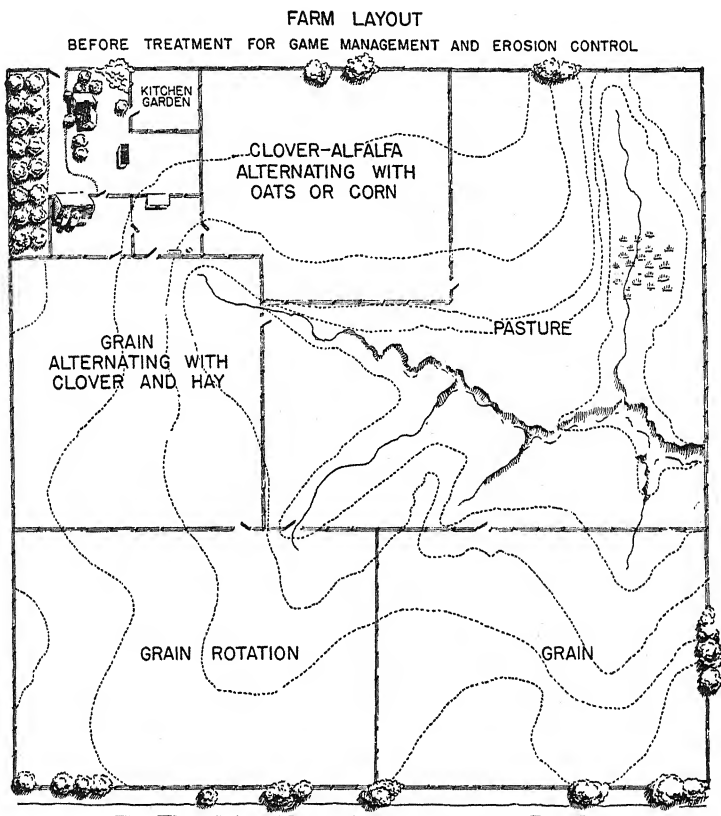 FARM LAYOUT
BEFORE TREATMENT FOR GAME MANAGEMENT AND EROSION CONTROL
KITCHEN
GARDEN
CLOVER-ALFALFA
ALTERNATING WITH
OATS OR CORN
PASTURE
GRAIN
ALTERNATING WITH
CLOVER AND HAY
GRAIN ROTATION
GRAIN